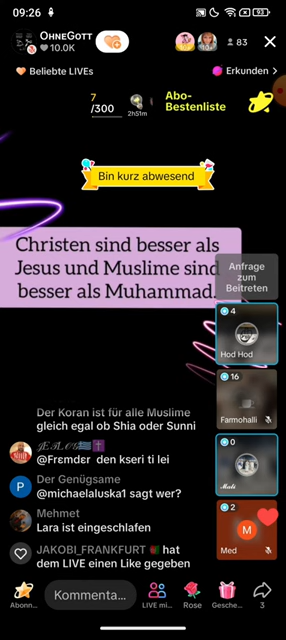 09:26
93
OHNEGOTT
10.0K
83
Beliebte LIVEs
Erkunden
7
/300
2h51m
Abo-
Bestenliste
Bin kurz abwesend
Christen sind besser als
Jesus und Muslime sind
besser als Muhammad.
Anfrage
zum
Beitreten
4
Hod Hod
16
Farmohalli
0
Mali
2
M
Med
Der Koran ist für alle Muslime
gleich egal ob Shia oder Sunni
@Frɛmdɛr den kseri ti lei
P
Der Genügsame
@michaelaluska1 sagt wer?
Mehmet
Lara ist eingeschlafen
JAKOBI_FRANKFURT hat
dem LIVE einen Like gegeben
Abonn...
Kommenta...
LIVE mi...
Rose
Gesche...
3